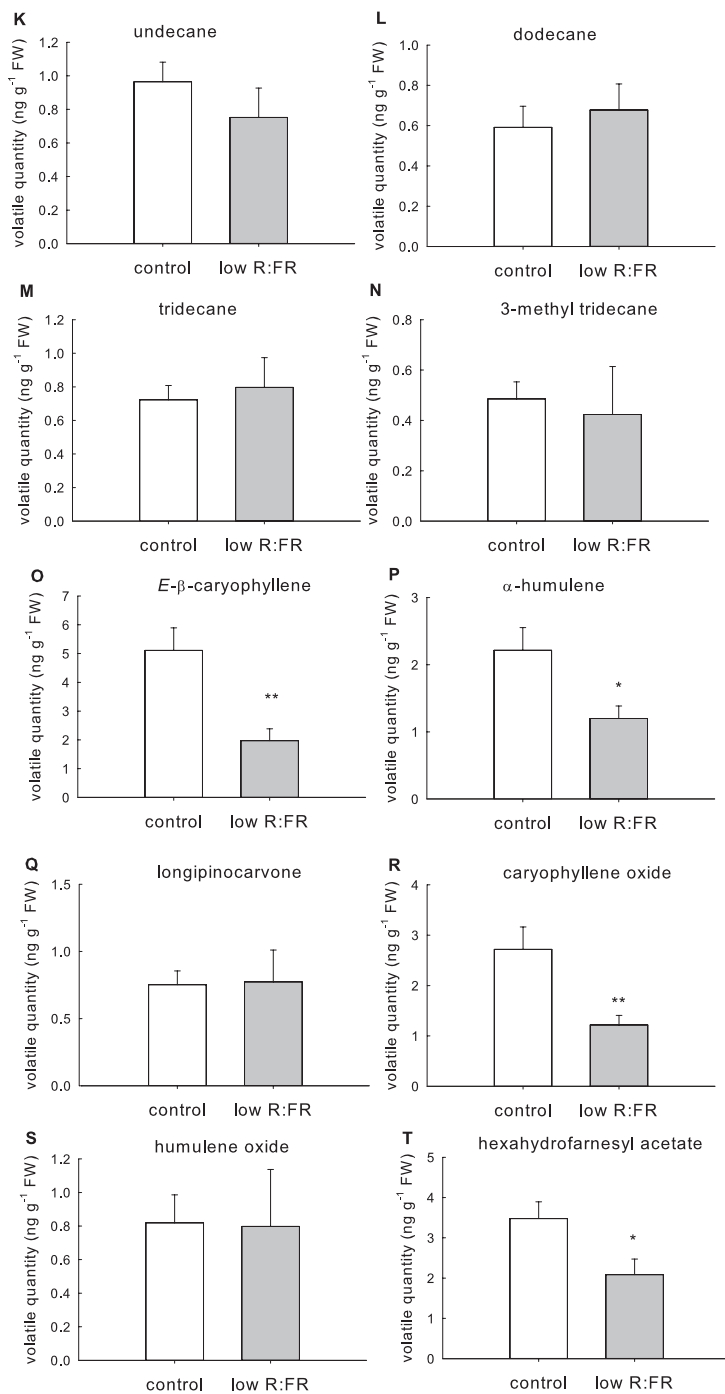 K
undecane
volatile quantity (ng g⁻¹ FW)
1.2
1.0
0.8
0.6
0.4
0.2
0.0
control low R:FR
L
dodecane
volatile quantity (ng g⁻¹ FW)
1.0
0.8
0.6
0.4
0.2
0.0
control low R:FR
M
tridecane
volatile quantity (ng g⁻¹ FW)
1.2
1.0
0.8
0.6
0.4
0.2
0.0
control low R:FR
N
3-methyl tridecane
volatile quantity (ng g⁻¹ FW)
0.8
0.6
0.4
0.2
0.0
control low R:FR
O
E-β-caryophyllene
volatile quantity (ng g⁻¹ FW)
7
6
5
4
3
2
1
0
**
control low R:FR
P
α-humulene
volatile quantity (ng g⁻¹ FW)
3
2
1
0
*
control low R:FR
Q
longipinocarvone
volatile quantity (ng g⁻¹ FW)
1.5
1.0
0.5
0.0
control low R:FR
R
caryophyllene oxide
volatile quantity (ng g⁻¹ FW)
4
3
2
1
0
**
control low R:FR
S
humulene oxide
volatile quantity (ng g⁻¹ FW)
1.2
1.0
0.8
0.6
0.4
0.2
0.0
control low R:FR
T
hexahydrofarnesyl acetate
volatile quantity (ng g⁻¹ FW)
5
4
3
2
1
0
*
control low R:FR